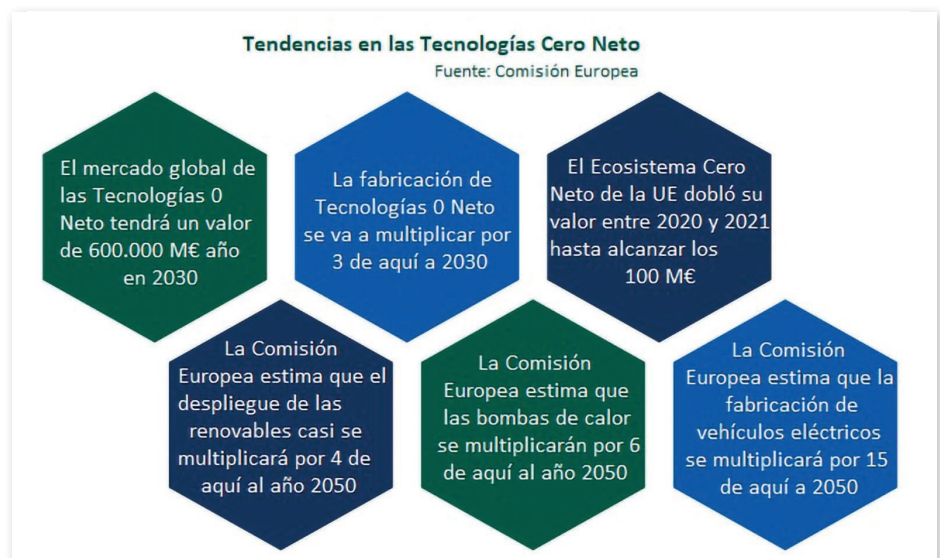 Tendencias en las Tecnologías Cero Neto
Fuente: Comisión Europea
El mercado global de
las Tecnologías 0
Neto tendrá un valor
de 600.000 M€ año
en 2030
La fabricación de
Tecnologías 0 Neto
se va a multiplicar por
3 de aquí a 2030
El Ecosistema Cero
Neto de la UE dobló su
valor entre 2020 y 2021
hasta alcanzar los
100 M€
La Comisión
Europea estima que el
despliegue de las
renovables casi se
multiplicará por 4 de
aquí al año 2050
La Comisión
Europea estima que
las bombas de calor
se multiplicarán por 6
de aquí al año 2050
La Comisión
Europea estima que la
fabricación de
vehículos eléctricos
se multiplicará por 15
de aquí a 2050